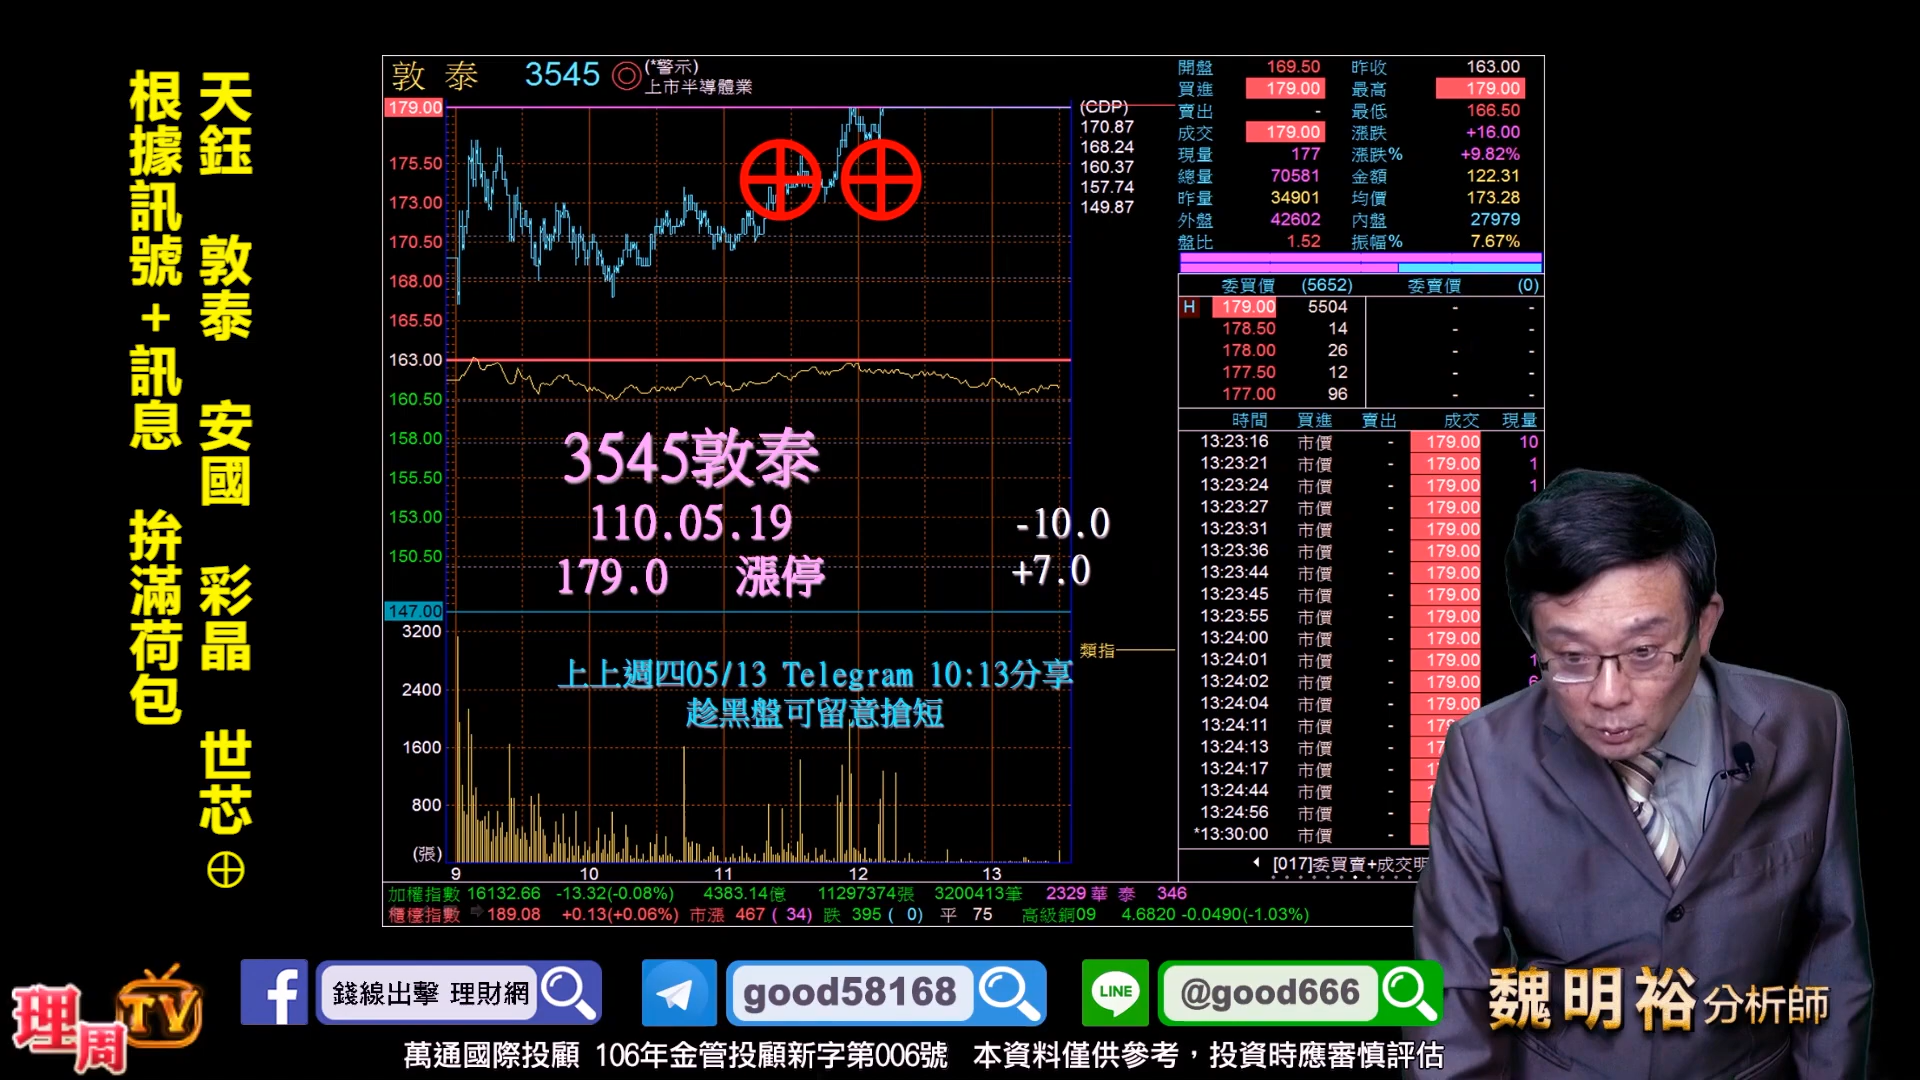 天鈺 敦泰 安國 彩晶 世芯⊕
根據訊號+訊息 拚滿荷包
敦 泰 3545 ◎ (*警示)
上市半導體業
179.00
175.50
173.00
170.50
168.00
165.50
163.00
160.50
158.00
155.50
153.00
150.50
147.00
3200
2400
1600
800
(張)
9 10 11 12 13
(CDP)
170.87
168.24
160.37
157.74
149.87
類指
3545敦泰
110.05.19
179.0 漲停
-10.0
+7.0
上上週四05/13 Telegram 10:13分享
趁黑盤可留意搶短
開盤 169.50 昨收 163.00
買進 179.00 最高 179.00
賣出 - 最低 166.50
成交 179.00 漲跌 +16.00
現量 177 漲跌% +9.82%
總量 70581 金額 122.31
昨量 34901 均價 173.28
外盤 42602 內盤 27979
盤比 1.52 振幅% 7.67%
委買價 (5652) 委賣價 (0)
H 179.00 5504 - -
178.50 14 - -
178.00 26 - -
177.50 12 - -
177.00 96 - -
時間 買進 賣出 成交 現量
13:23:16 市價 - 179.00 10
13:23:21 市價 - 179.00 1
13:23:24 市價 - 179.00 1
13:23:27 市價 - 179.00
13:23:31 市價 - 179.00
13:23:36 市價 - 179.00
13:23:44 市價 - 179.00
13:23:45 市價 - 179.00
13:23:55 市價 - 179.00
13:24:00 市價 - 179.00
13:24:01 市價 - 179.00 1
13:24:02 市價 - 179.00 6
13:24:04 市價 - 179.00
13:24:11 市價 - 179
13:24:13 市價 - 17
13:24:17 市價 - 1
13:24:44 市價 -
13:24:56 市價 -
*13:30:00 市價 -
[017]委買賣+成交明
加權指數 16132.66 -13.32(-0.08%) 4383.14億 11297374張 3200413筆 2329 華 泰 346
櫃檯指數 189.08 +0.13(+0.06%) 市漲 467 ( 34) 跌 395 ( 0) 平 75 高級銅09 4.6820 -0.0490(-1.03%)
理周TV
f 錢線出擊 理財網
good58168
LINE @good666
魏明裕分析師
萬通國際投顧 106年金管投顧新字第006號 本資料僅供參考,投資時應審慎評估